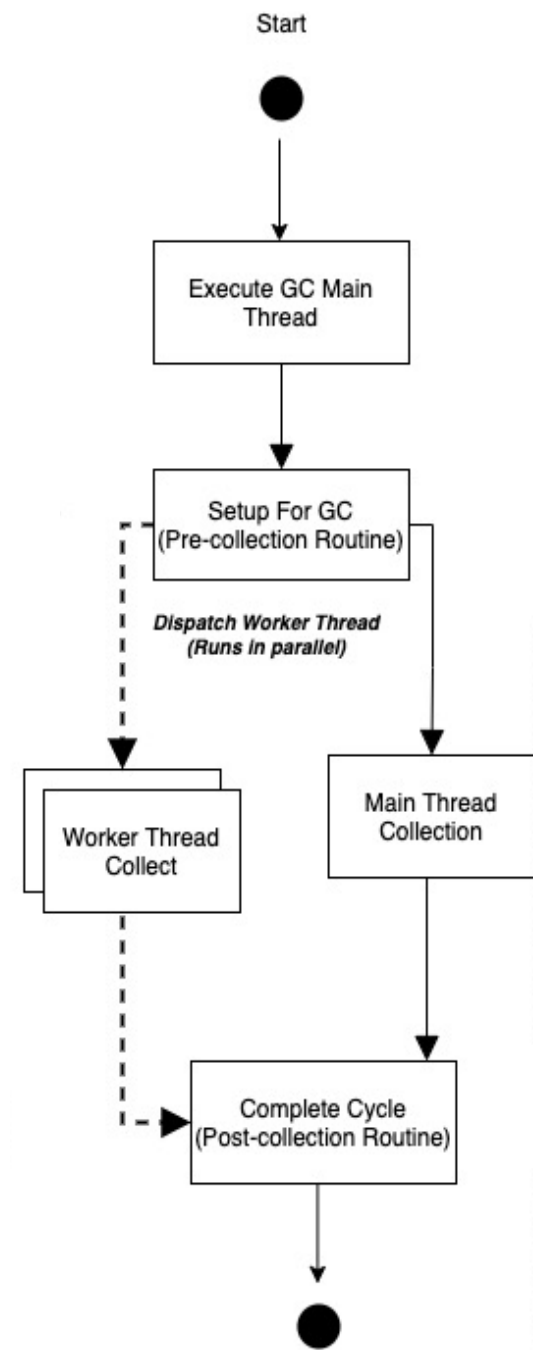 Start
Execute GC Main
Thread
Setup For GC
(Pre-collection Routine)
Dispatch Worker Thread
(Runs in parallel)
Worker Thread
Collect
Main Thread
Collection
Complete Cycle
(Post-collection Routine)